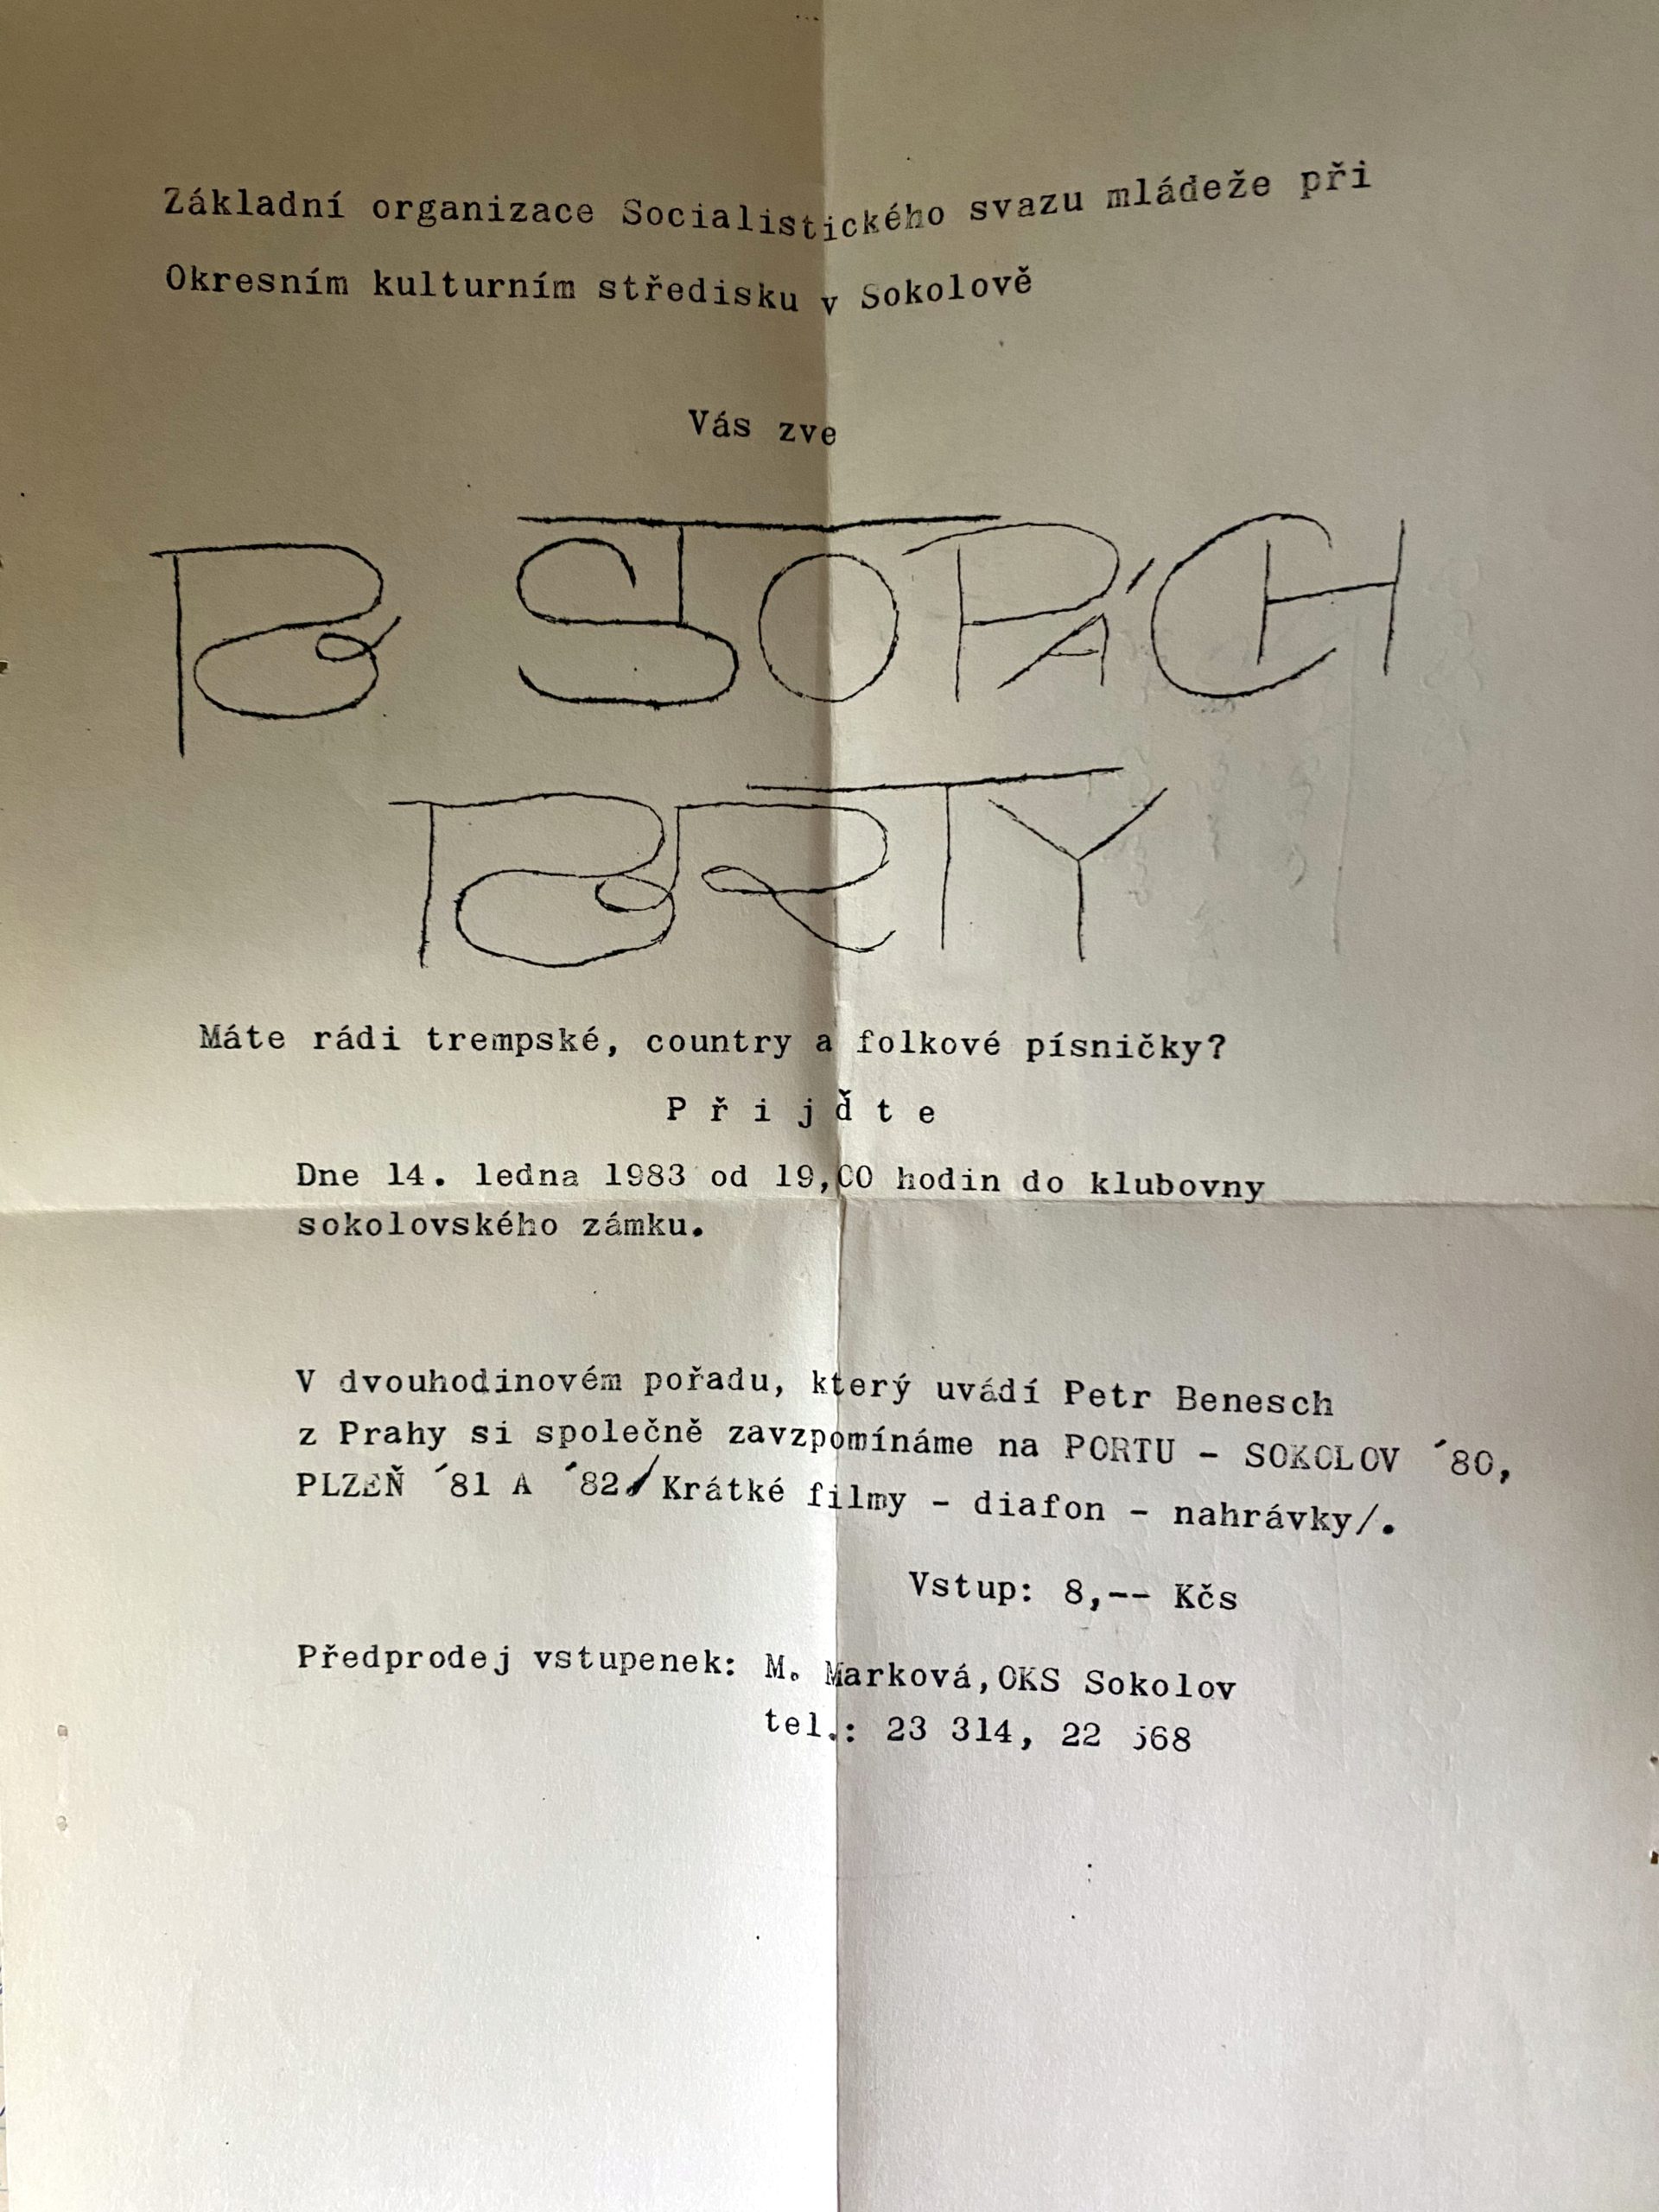 Základní organizace Socialistického svazu mládeže při
Okresním kulturním středisku v Sokolově
Vás zve
PO STOPÁCH
PORTY
Máte rádi trempské, country a folkové písničky?
P ř i j ď t e
Dne 14. ledna 1983 od 19,00 hodin do klubovny
sokolovského zámku.
V dvouhodinovém pořadu, který uvádí Petr Benesch
z Prahy si společně zavzpomínáme na PORTU - SOKOLOV ´80,
PLZEŇ ´81 A ´82/Krátké filmy - diafon - nahrávky/.
Vstup: 8,-- Kčs
Předprodej vstupenek: M. Marková,OKS Sokolov
tel.: 23 314, 22 568